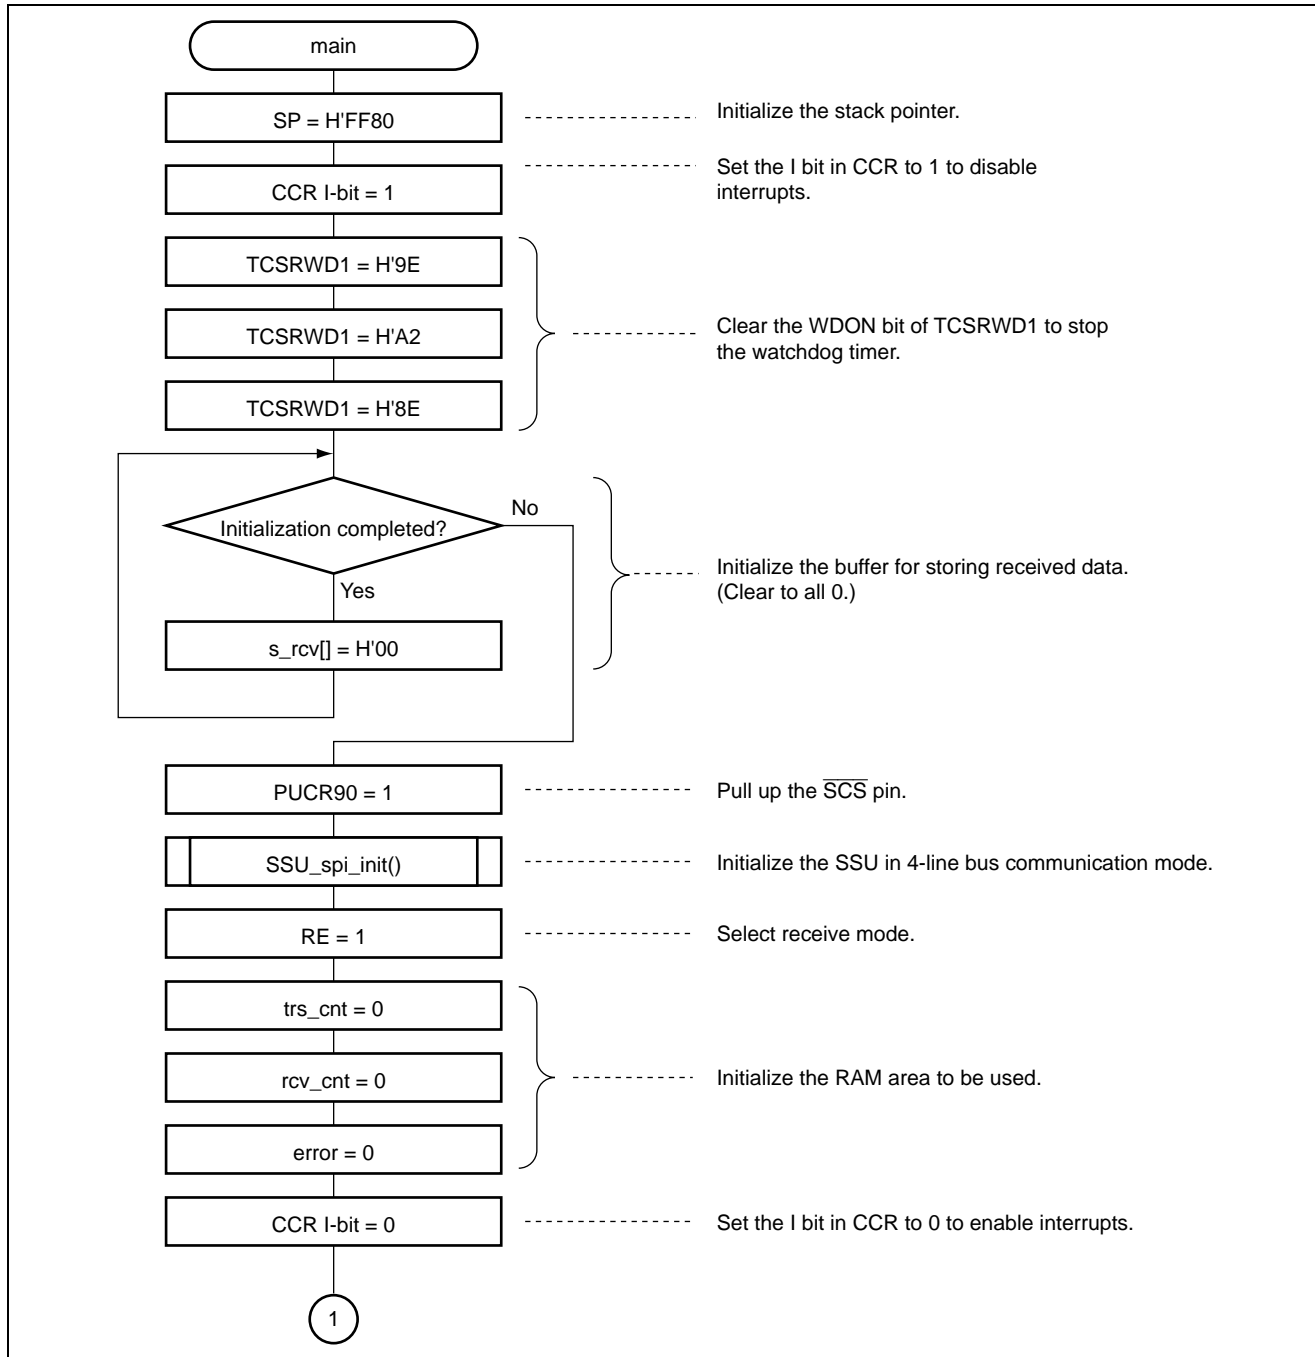 main
SP = H'FF80
Initialize the stack pointer.
CCR I-bit = 1
Set the I bit in CCR to 1 to disable
interrupts.
TCSRWD1 = H'9E
TCSRWD1 = H'A2
Clear the WDON bit of TCSRWD1 to stop
the watchdog timer.
TCSRWD1 = H'8E
Initialization completed?
No
Yes
Initialize the buffer for storing received data.
(Clear to all 0.)
s_rcv[] = H'00
PUCR90 = 1
Pull up the S̅C̅S̅ pin.
SSU_spi_init()
Initialize the SSU in 4-line bus communication mode.
RE = 1
Select receive mode.
trs_cnt = 0
rcv_cnt = 0
Initialize the RAM area to be used.
error = 0
CCR I-bit = 0
Set the I bit in CCR to 0 to enable interrupts.
1